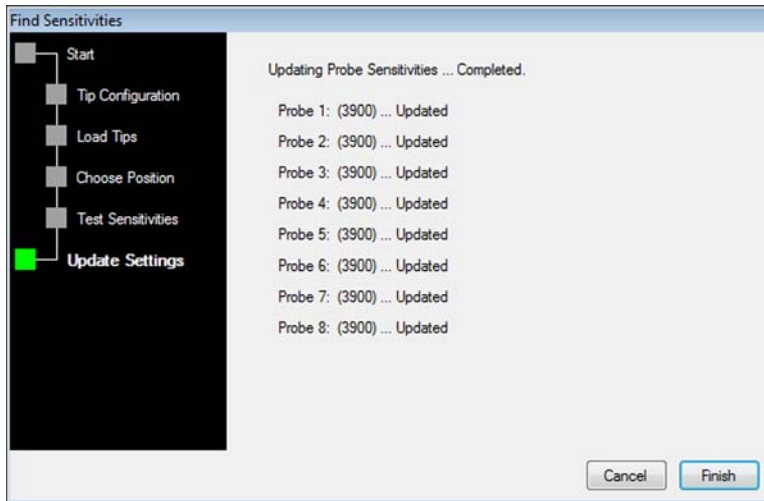 Find Sensitivities
Start
Tip Configuration
Load Tips
Choose Position
Test Sensitivities
Update Settings
Updating Probe Sensitivities ... Completed.
Probe 1: (3900) ... Updated
Probe 2: (3900) ... Updated
Probe 3: (3900) ... Updated
Probe 4: (3900) ... Updated
Probe 5: (3900) ... Updated
Probe 6: (3900) ... Updated
Probe 7: (3900) ... Updated
Probe 8: (3900) ... Updated
Cancel
Finish